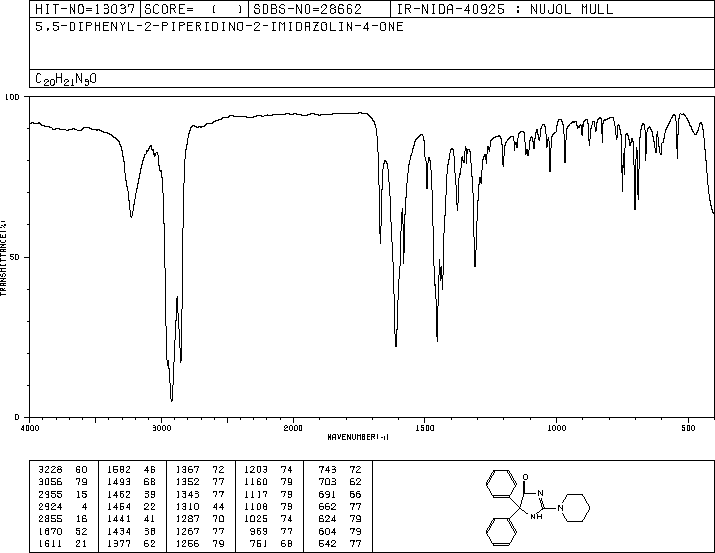 HIT-NO=13037 SCORE= ( ) SDBS-NO=28662 IR-NIDA-40925 : NUJOL MULL
5,5-DIPHENYL-2-PIPERIDINO-2-IMIDAZOLIN-4-ONE
C20H21N3O
100
50
0
TRANSMITTANCE(%)
4000 3000 2000 1500 1000 500
WAVENUMBER(-1)
3228 60 1582 46 1367 72 1203 74 743 72
3056 79 1493 68 1352 77 1160 79 703 62
2955 15 1462 39 1343 77 1117 79 691 66
2924 4 1454 22 1310 44 1108 79 662 77
2855 16 1441 41 1287 70 1025 74 624 79
1670 52 1434 38 1267 77 969 77 604 79
1611 21 1377 62 1256 79 751 68 542 77
O
N
N
NH